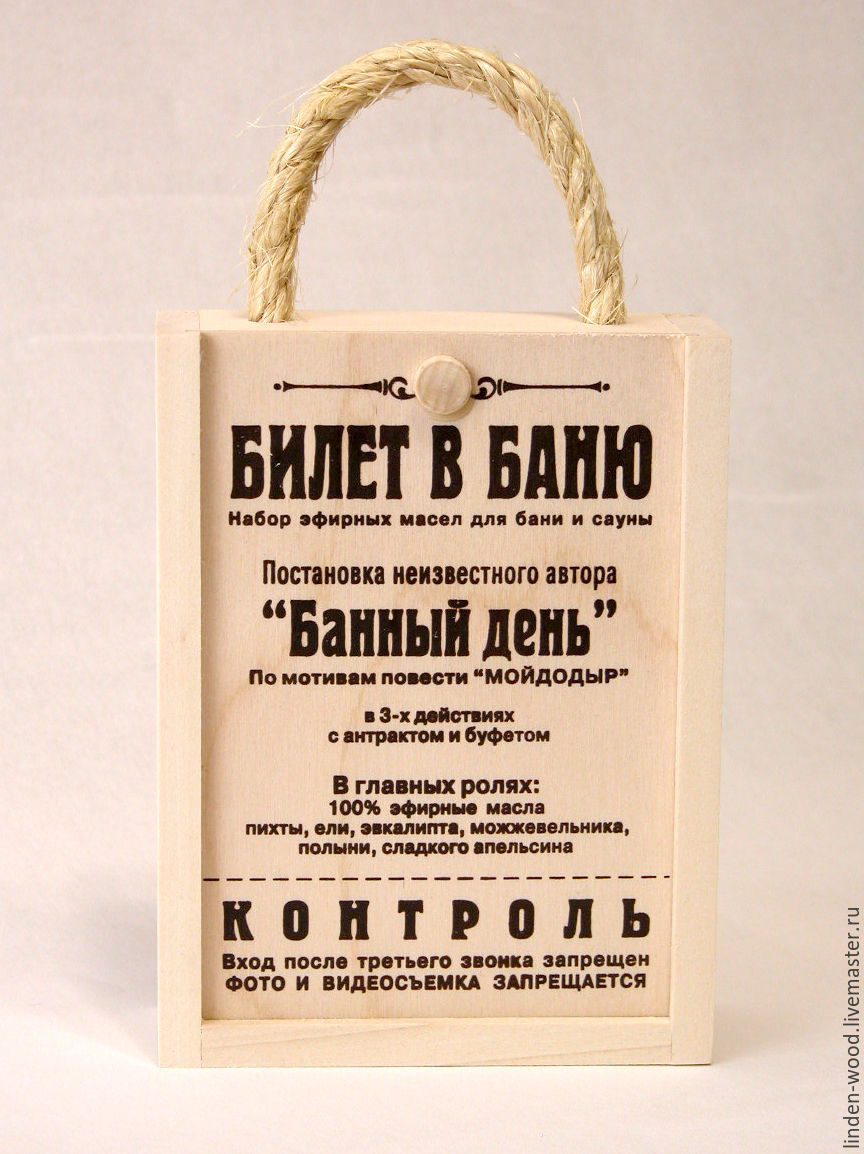 БИЛЕТ В БАНЮ
Набор эфирных масел для бани и сауны
Постановка неизвестного автора
“Банный день”
По мотивам повести “МОЙДОДЫР”
в 3-х действиях
с антрактом и буфетом
В главных ролях:
100% эфирные масла
пихты, ели, эвкалипта, можжевельника,
полыни, сладкого апельсина
КОНТРОЛЬ
Вход после третьего звонка запрещен
ФОТО И ВИДЕОСЪЕМКА ЗАПРЕЩАЕТСЯ
linden-wood.livemaster.ru